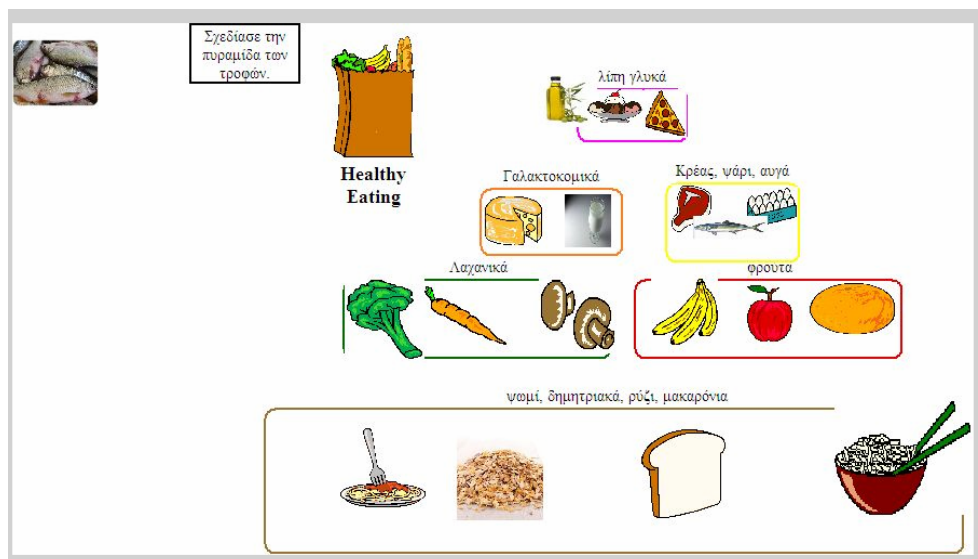 Σχεδίασε την
πυραμίδα των
τροφών.
λίπη γλυκά
Healthy
Eating
Γαλακτοκομικά
Κρέας, ψάρι, αυγά
Λαχανικά
φρουτα
ψωμί, δημητριακά, ρύζι, μακαρόνια